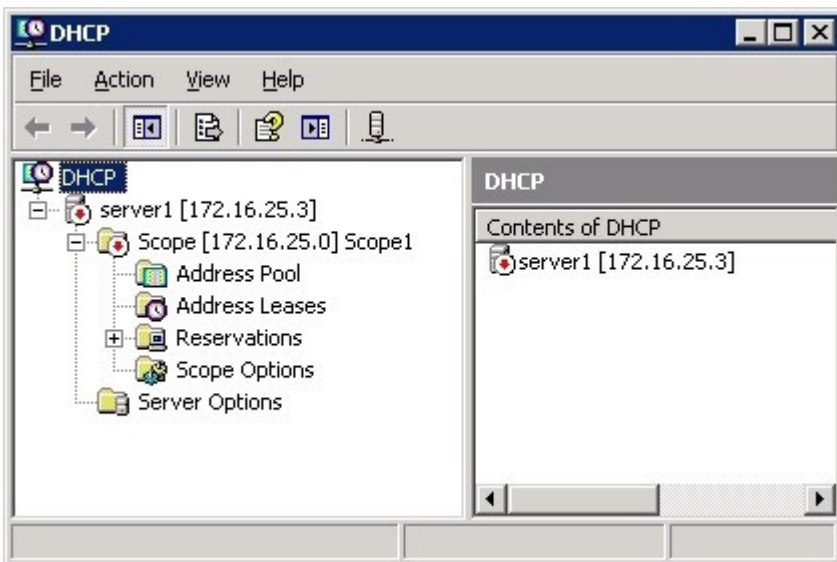 DHCP
File Action View Help
DHCP
server1 [172.16.25.3]
Scope [172.16.25.0] Scope1
Address Pool
Address Leases
Reservations
Scope Options
Server Options
DHCP
Contents of DHCP
server1 [172.16.25.3]